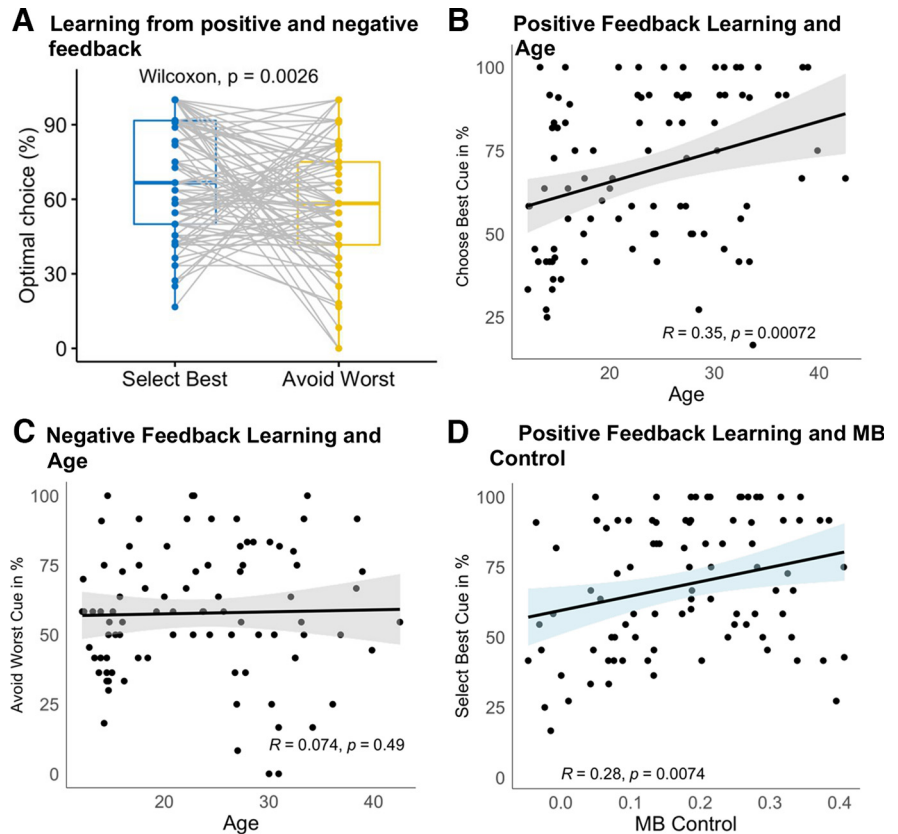 A Learning from positive and negative
feedback
Wilcoxon, p = 0.0026
Optimal choice (%)
90
60
30
0
Select Best Avoid Worst
B Positive Feedback Learning and
Age
Choose Best Cue in %
100
75
50
25
R = 0.35, p = 0.00072
20 30 40
Age
C Negative Feedback Learning and
Age
Avoid Worst Cue in %
100
75
50
25
0
R = 0.074, p = 0.49
20 30 40
Age
D Positive Feedback Learning and MB
Control
Select Best Cue in %
100
75
50
25
0
R = 0.28, p = 0.0074
0.0 0.1 0.2 0.3 0.4
MB Control